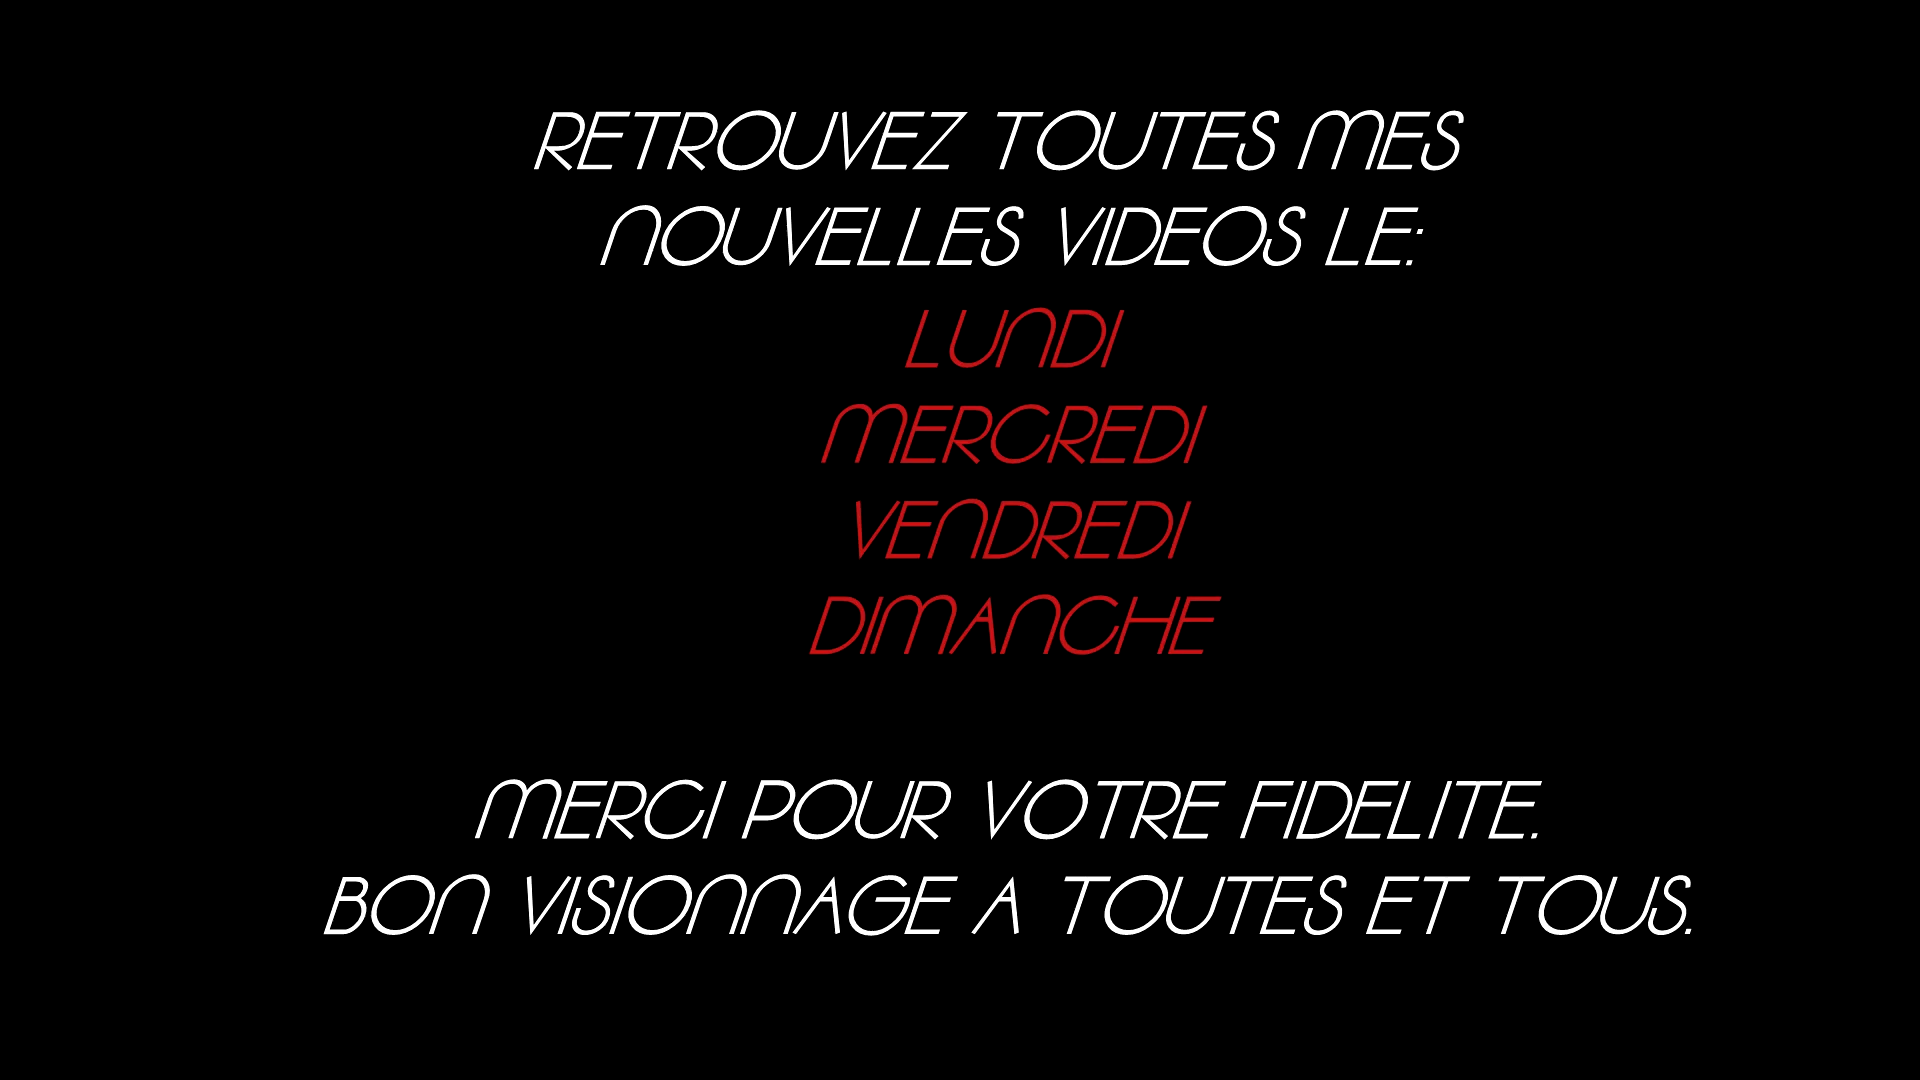 RETROUVEZ TOUTES MES
NOUVELLES VIDEOS LE:
LUNDI
MERCREDI
VENDREDI
DIMANCHE
MERCI POUR VOTRE FIDELITE.
BON VISIONNAGE A TOUTES ET TOUS.